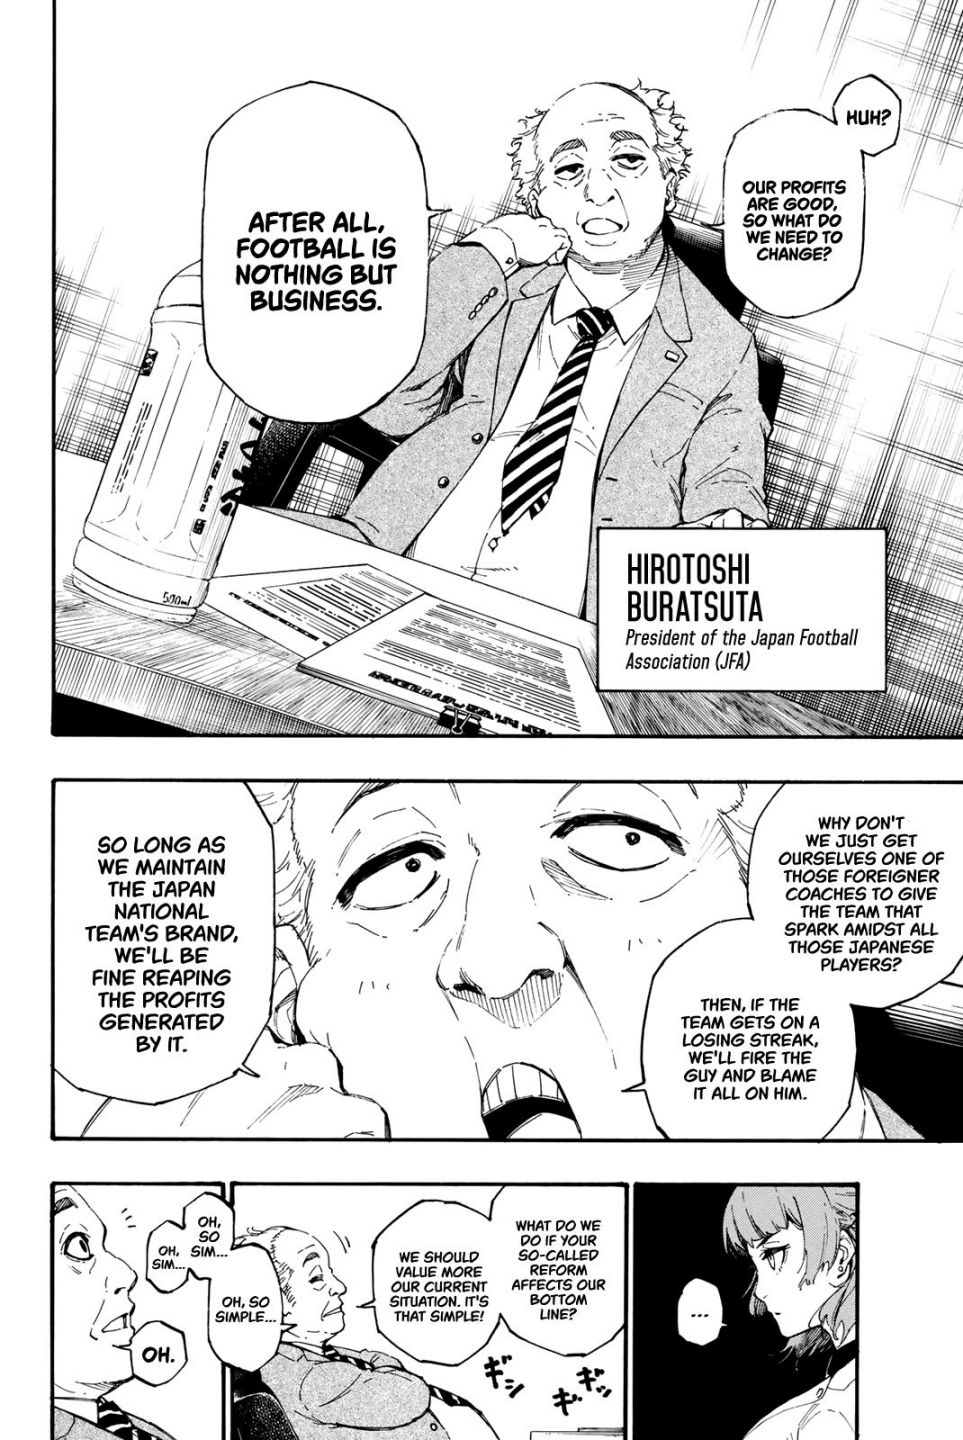 HUH?
OUR PROFITS
ARE GOOD,
SO WHAT DO
WE NEED TO
CHANGE?
AFTER ALL,
FOOTBALL IS
NOTHING BUT
BUSINESS.
500ml
HIROTOSHI
BURATSUTA
President of the Japan Football
Association (JFA)
WHY DON'T
WE JUST GET
OURSELVES ONE OF
THOSE FOREIGNER
COACHES TO GIVE
THE TEAM THAT
SPARK AMIDST ALL
THOSE JAPANESE
PLAYERS?
THEN, IF THE
TEAM GETS ON A
LOSING STREAK,
WE'LL FIRE THE
GUY AND BLAME
IT ALL ON HIM.
SO LONG AS
WE MAINTAIN
THE JAPAN
NATIONAL
TEAM'S BRAND,
WE'LL BE
FINE REAPING
THE PROFITS
GENERATED
BY IT.
...
WHAT DO WE
DO IF YOUR
SO-CALLED
REFORM
AFFECTS OUR
BOTTOM
LINE?
WE SHOULD
VALUE MORE
OUR CURRENT
SITUATION. IT'S
THAT SIMPLE!
ギシ
ギシ
ギシ
OH, SO
SIMPLE...
OH,
SO
SIM...
OH,
SIM...
OH.